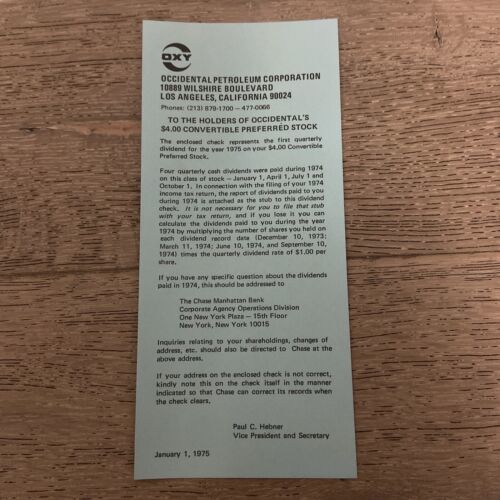 OXY
OCCIDENTAL PETROLEUM CORPORATION
10889 WILSHIRE BOULEVARD
LOS ANGELES, CALIFORNIA 90024
Phones: (213) 879-1700 — 477-0066
TO THE HOLDERS OF OCCIDENTAL'S
$4.00 CONVERTIBLE PREFERRED STOCK
The enclosed check represents the first quarterly
dividend for the year 1975 on your $4.00 Convertible
Preferred Stock.
Four quarterly cash dividends were paid during 1974
on this class of stock — January 1, April 1, July 1 and
October 1. In connection with the filing of your 1974
income tax return, the report of dividends paid to you
during 1974 is attached as the stub to this dividend
check. It is not necessary for you to file that stub
with your tax return, and if you lose it you can
calculate the dividends paid to you during the year
1974 by multiplying the number of shares you held on
each dividend record date (December 10, 1973;
March 11, 1974; June 10, 1974, and September 10,
1974) times the quarterly dividend rate of $1.00 per
share.
If you have any specific question about the dividends
paid in 1974, this should be addressed to
The Chase Manhattan Bank
Corporate Agency Operations Division
One New York Plaza — 15th Floor
New York, New York 10015
Inquiries relating to your shareholdings, changes of
address, etc. should also be directed to Chase at the
above address.
If your address on the enclosed check is not correct,
kindly note this on the check itself in the manner
indicated so that Chase can correct its records when
the check clears.
Paul C. Hebner
Vice President and Secretary
January 1, 1975